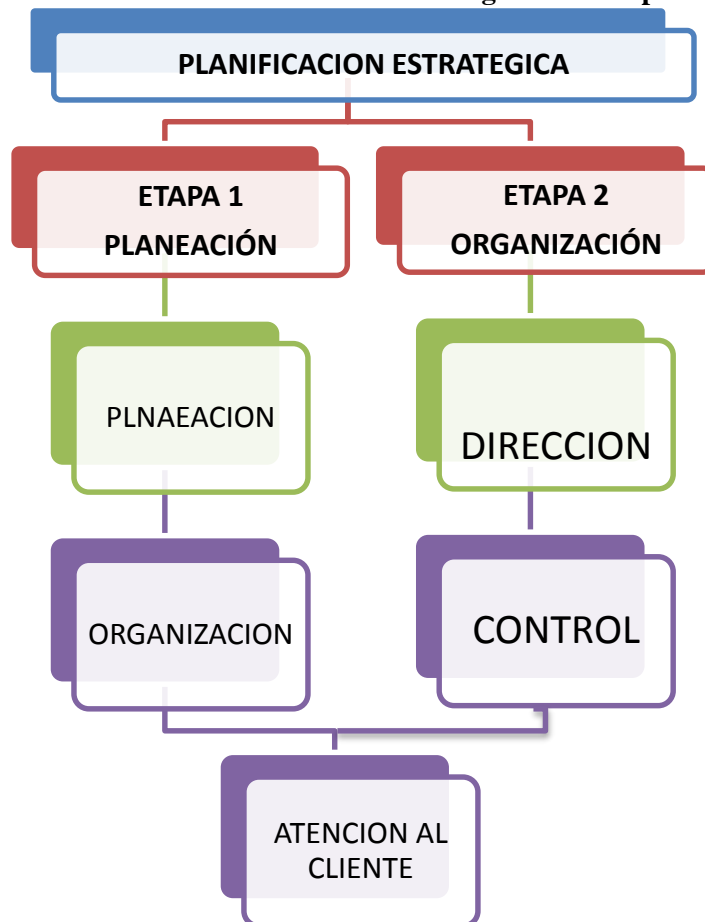 PLANIFICACION ESTRATEGICA
ETAPA 1
PLANEACIÓN
ETAPA 2
ORGANIZACIÓN
PLNAEACION
DIRECCION
ORGANIZACION
CONTROL
ATENCION AL
CLIENTE